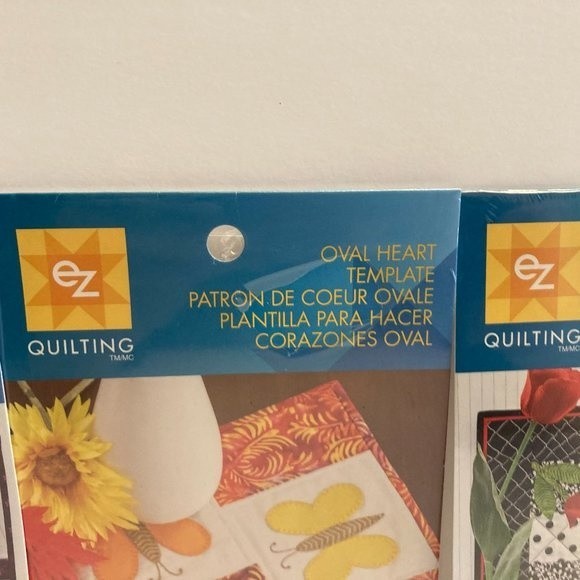 ez
QUILTING
TM/MC
OVAL HEART
TEMPLATE
PATRON DE COEUR OVALE
PLANTILLA PARA HACER
CORAZONES OVAL
ez
QUILTING
TM/MC